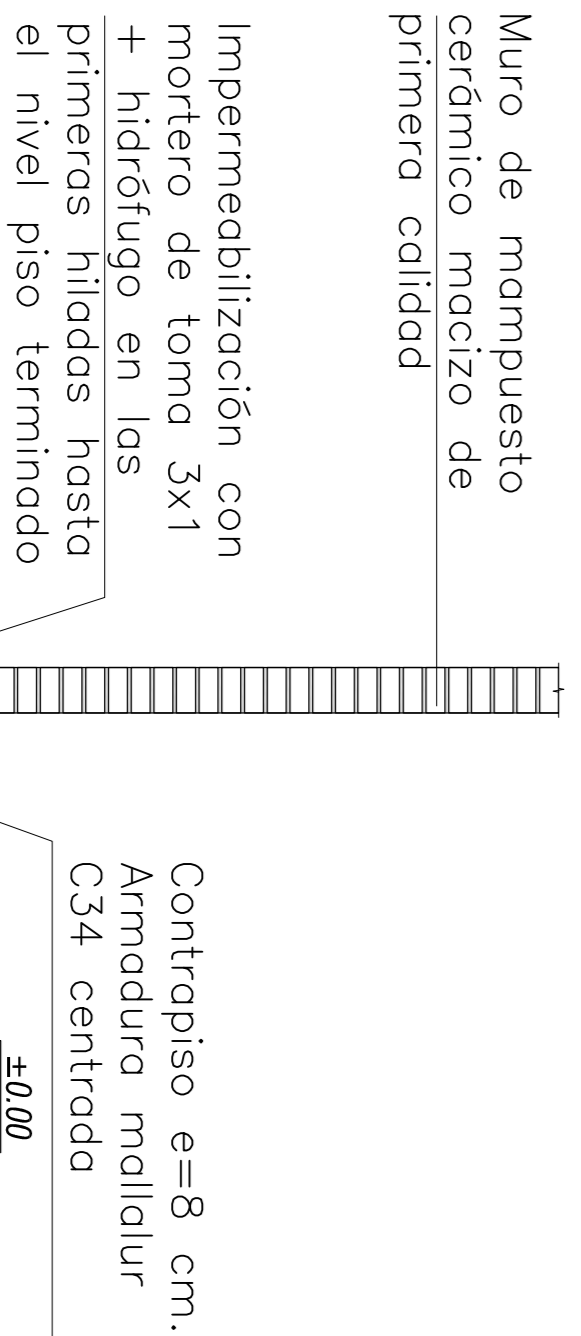 Muro de mampuesto
cerámico macizo de
primera calidad
Impermeabilización con
mortero de toma 3x1
+ hidrófugo en las
primeras hiladas hasta
el nivel piso terminado
Contrapiso e=8 cm.
Armadura mallalur
C34 centrada
±0.00